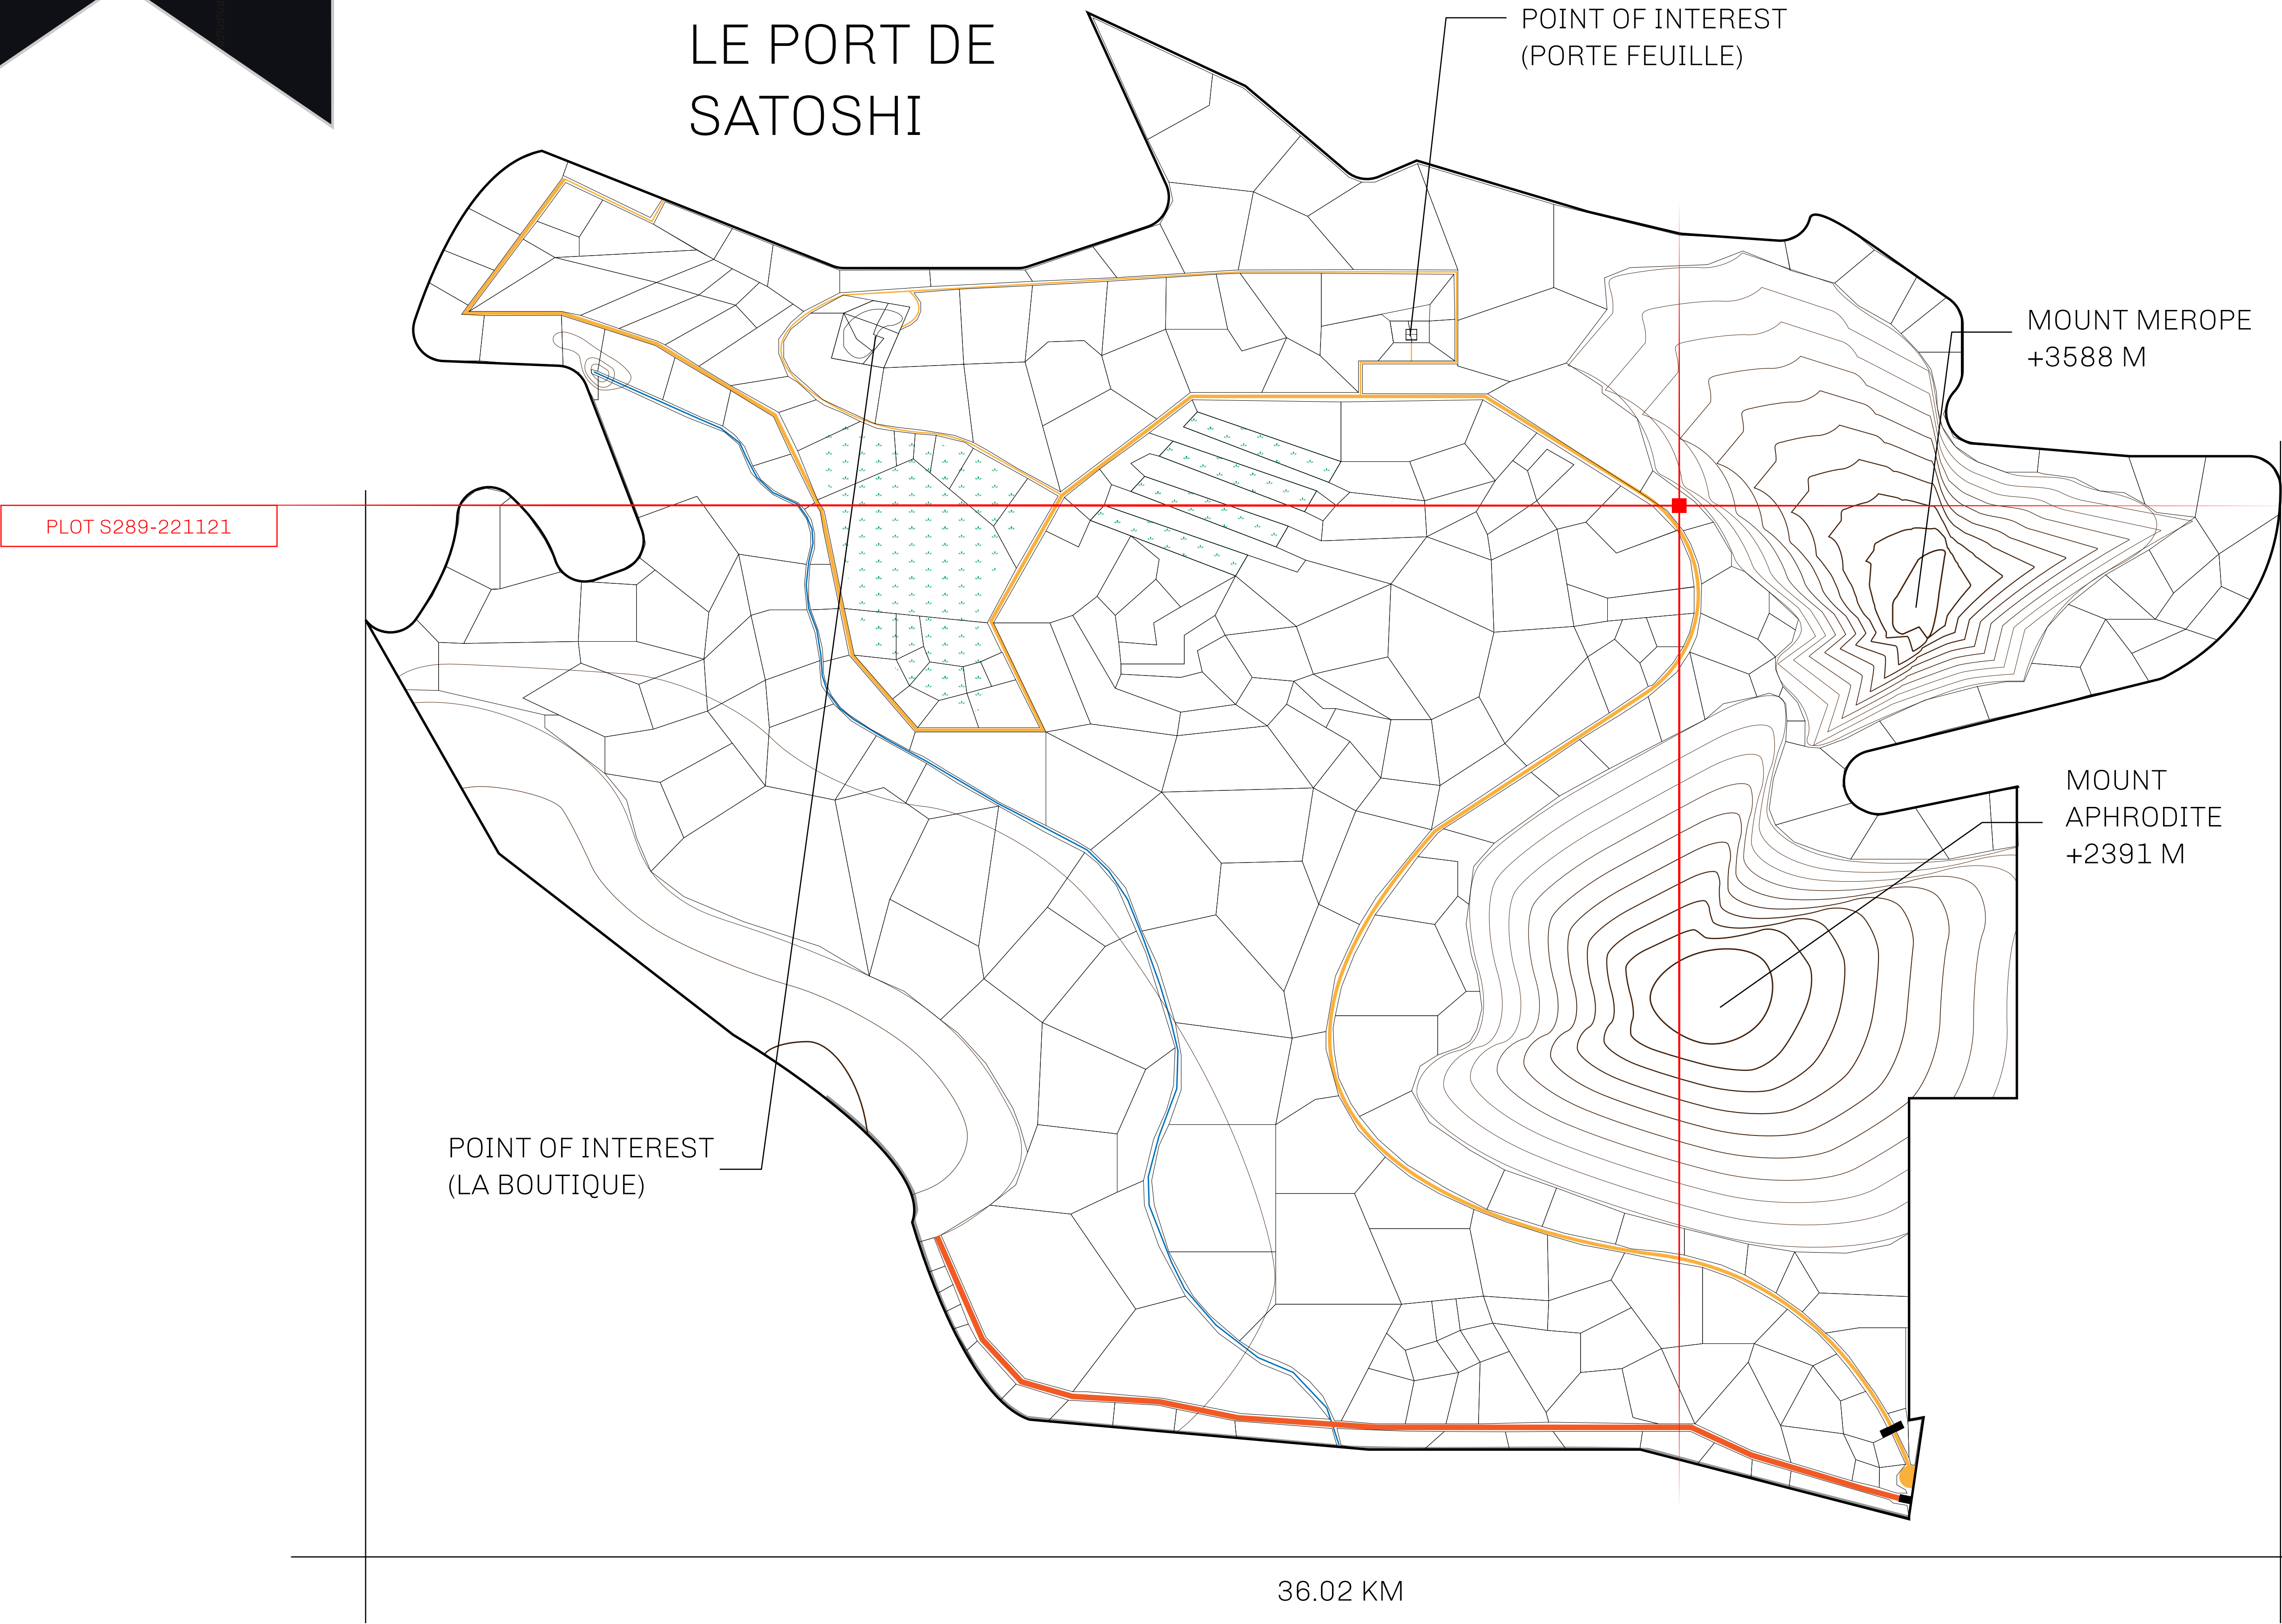 LE PORT DE
SATOSHI
POINT OF INTEREST
(PORTE FEUILLE)
MOUNT MEROPE
+3588 M
PLOT S289-221121
MOUNT
APHRODITE
+2391 M
POINT OF INTEREST
(LA BOUTIQUE)
36.02 KM